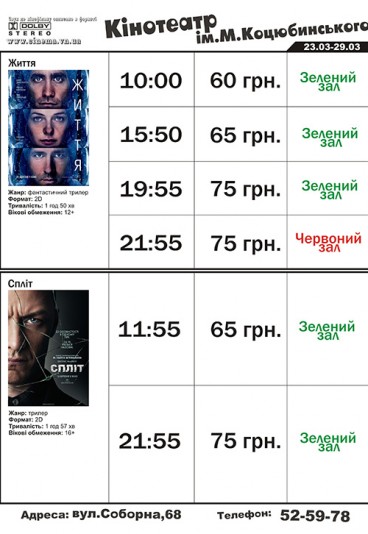 DOLBY
STEREO
www.cinema.vn.ua
Кінотеатр
ім.М.Коцюбинського
23.03-29.03
Життя
ЖИТТЯ
Жанр: фантастичний трилер
Формат: 2D
Тривалість: 1 год 50 хв
Вікові обмеження: 12+
10:00 60 грн. Зелений
зал
15:50 65 грн. Зелений
зал
19:55 75 грн. Зелений
зал
21:55 75 грн. Червоний
зал
Спліт
СПЛІТ
Жанр: трилер
Формат: 2D
Тривалість: 1 год 57 хв
Вікові обмеження: 16+
11:55 65 грн. Зелений
зал
21:55 75 грн. Зелений
зал
Адреса: вул.Соборна,68 Телефон: 52-59-78